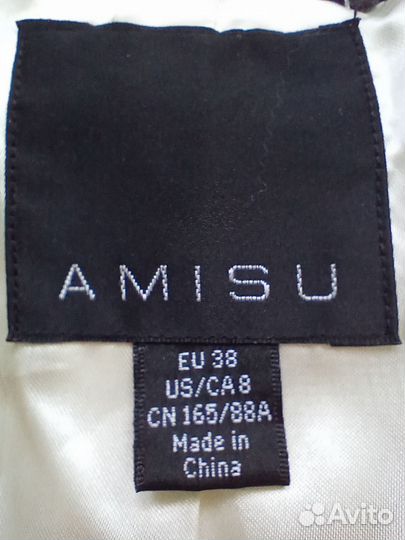 AMISU
EU 38
US/CA 8
CN 165/88A
Made in
China
Avito